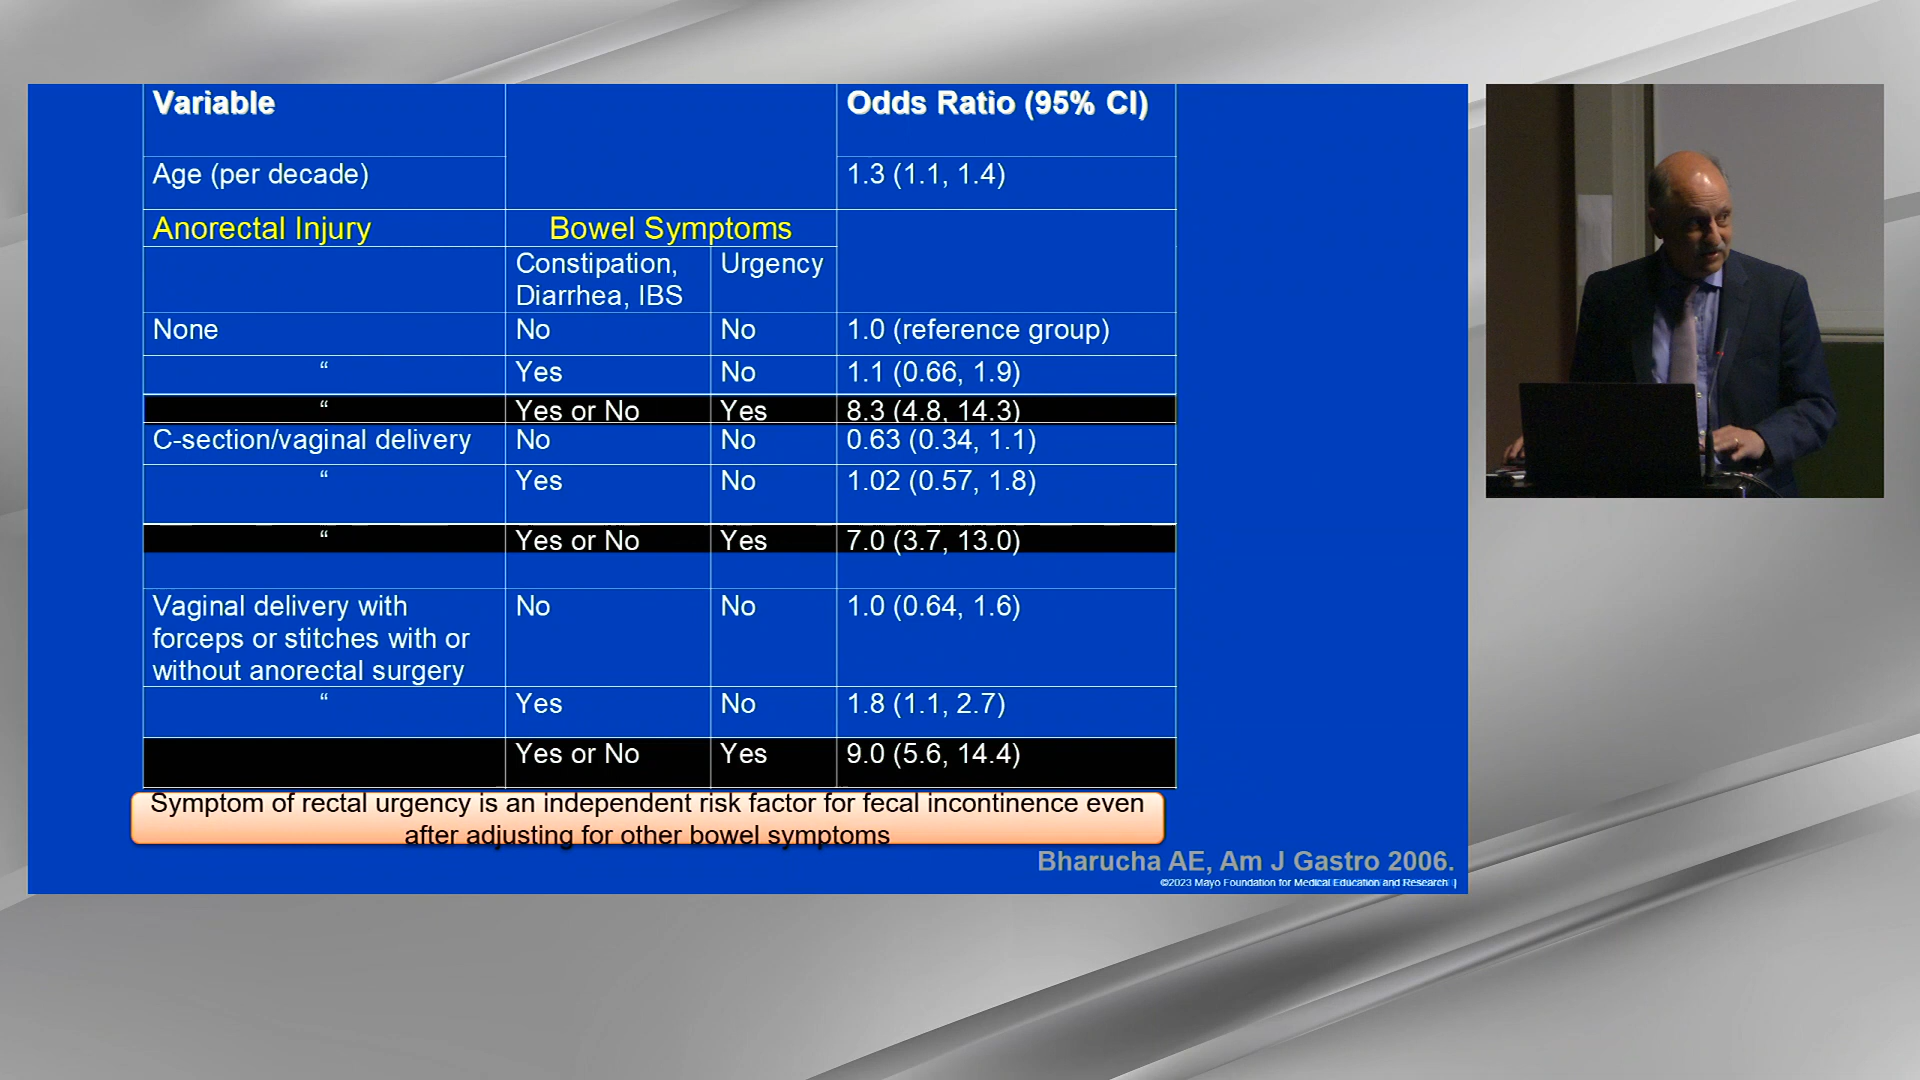 Variable Odds Ratio (95% CI)
Age (per decade) 1.3 (1.1, 1.4)
Anorectal Injury Bowel Symptoms
Constipation, Urgency
Diarrhea, IBS
None No No 1.0 (reference group)
“ Yes No 1.1 (0.66, 1.9)
“ Yes or No Yes 8.3 (4.8, 14.3)
C-section/vaginal delivery No No 0.63 (0.34, 1.1)
“ Yes No 1.02 (0.57, 1.8)
“ Yes or No Yes 7.0 (3.7, 13.0)
Vaginal delivery with No No 1.0 (0.64, 1.6)
forceps or stitches with or
without anorectal surgery
“ Yes No 1.8 (1.1, 2.7)
Yes or No Yes 9.0 (5.6, 14.4)
Symptom of rectal urgency is an independent risk factor for fecal incontinence even
after adjusting for other bowel symptoms
Bharucha AE, Am J Gastro 2006.
©2023 Mayo Foundation for Medical Education and Research |